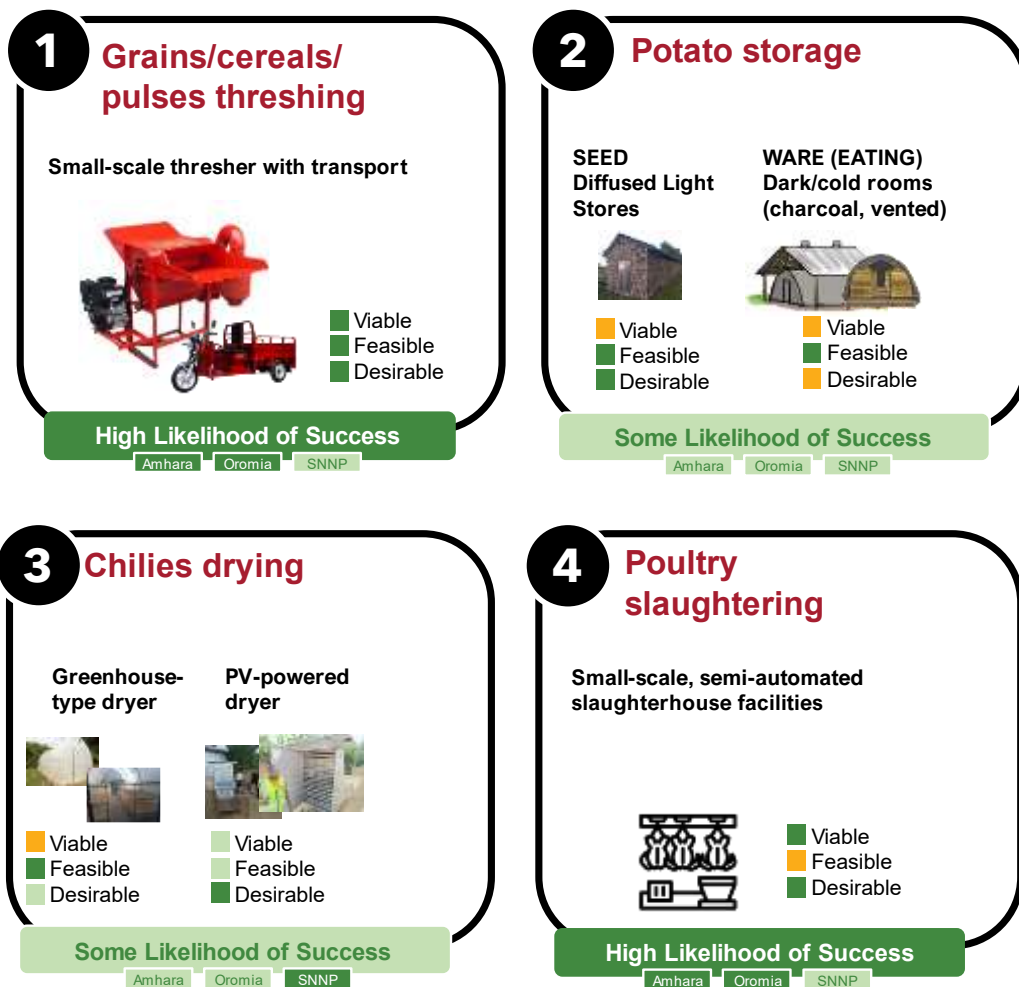 1
Grains/cereals/
pulses threshing
Small-scale thresher with transport
Viable
Feasible
Desirable
High Likelihood of Success
Amhara Oromia SNNP
2
Potato storage
SEED
Diffused Light
Stores
Viable
Feasible
Desirable
WARE (EATING)
Dark/cold rooms
(charcoal, vented)
Viable
Feasible
Desirable
Some Likelihood of Success
Amhara Oromia SNNP
3
Chilies drying
Greenhouse-
type dryer
Viable
Feasible
Desirable
PV-powered
dryer
Viable
Feasible
Desirable
Some Likelihood of Success
Amhara Oromia SNNP
4
Poultry
slaughtering
Small-scale, semi-automated
slaughterhouse facilities
Viable
Feasible
Desirable
High Likelihood of Success
Amhara Oromia SNNP